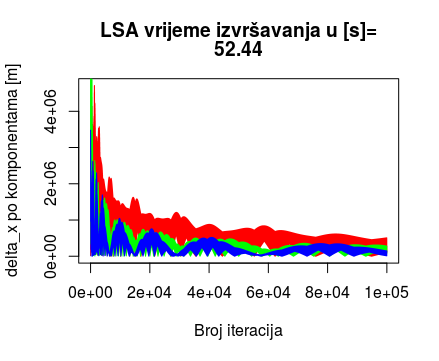 LSA vrijeme izvršavanja u [s]=
52.44
delta_x po komponentama [m]
4e+06
2e+06
0e+00
0e+00 2e+04 4e+04 6e+04 8e+04 1e+05
Broj iteracija